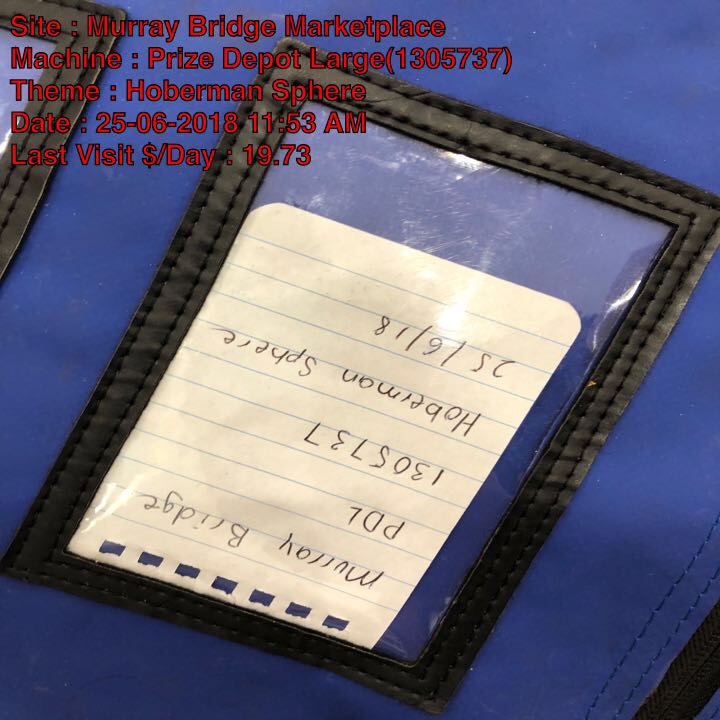 Site : Murray Bridge Marketplace
Machine : Prize Depot Large(1305737)
Theme : Hoberman Sphere
Date : 25-06-2018 11:53 AM
Last Visit $/Day : 19.73
Murray Bridge
PDL
1305737
Hoberman Sphere
25/6/18